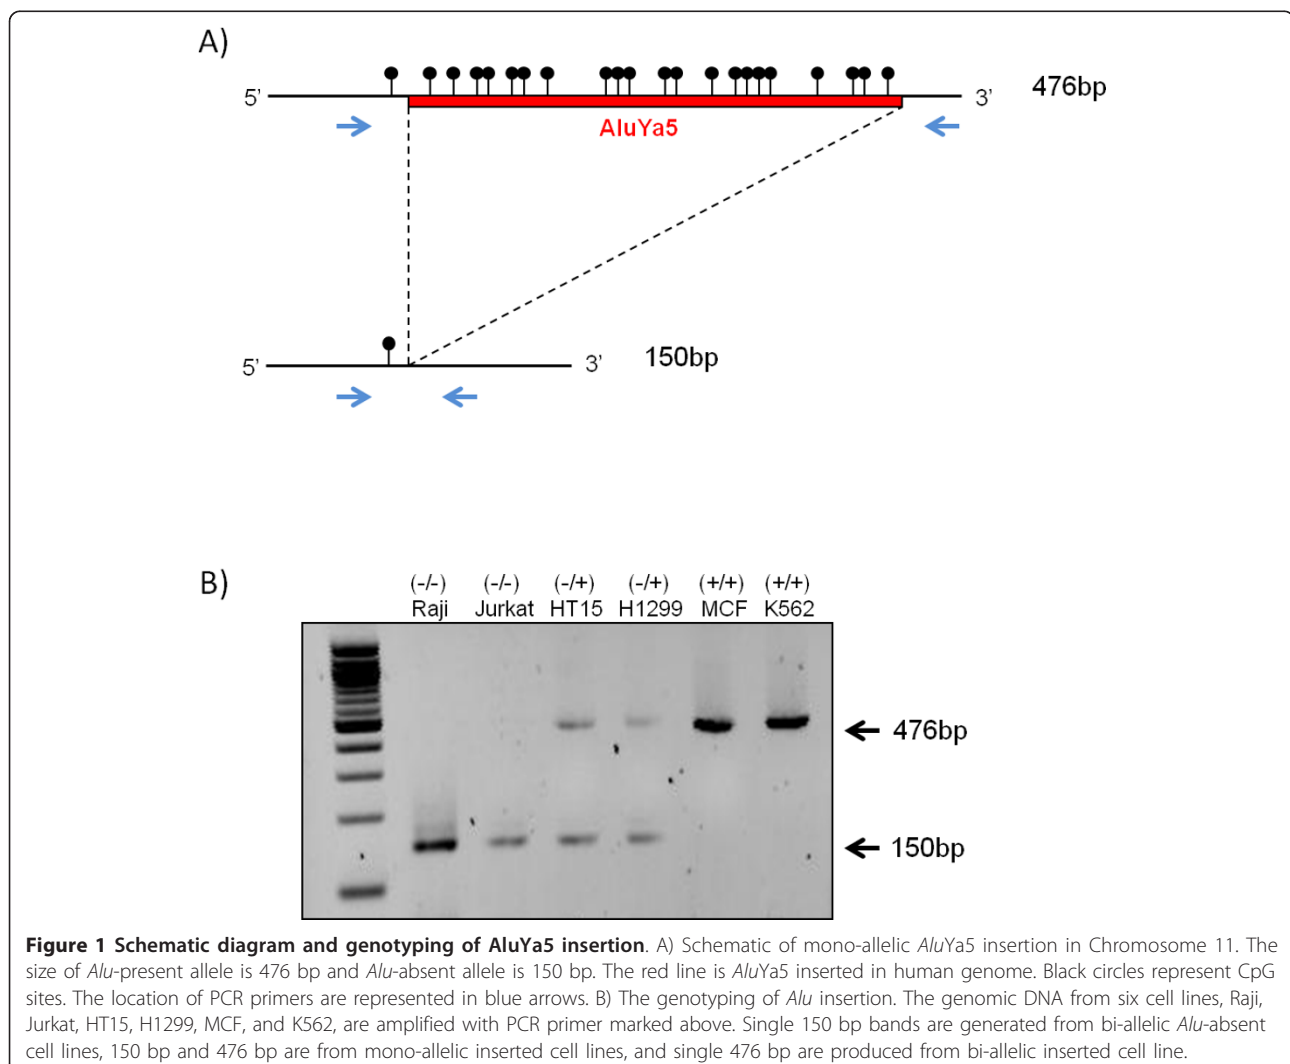 A)
5’ 3’ 476bp
AluYa5
5’ 3’ 150bp
B)
(-/-) (-/-) (-/+) (-/+) (+/+) (+/+)
Raji Jurkat HT15 H1299 MCF K562
476bp
150bp
Figure 1 Schematic diagram and genotyping of AluYa5 insertion. A) Schematic of mono-allelic AluYa5 insertion in Chromosome 11. The
size of Alu-present allele is 476 bp and Alu-absent allele is 150 bp. The red line is AluYa5 inserted in human genome. Black circles represent CpG
sites. The location of PCR primers are represented in blue arrows. B) The genotyping of Alu insertion. The genomic DNA from six cell lines, Raji,
Jurkat, HT15, H1299, MCF, and K562, are amplified with PCR primer marked above. Single 150 bp bands are generated from bi-allelic Alu-absent
cell lines, 150 bp and 476 bp are from mono-allelic inserted cell lines, and single 476 bp are produced from bi-allelic inserted cell line.